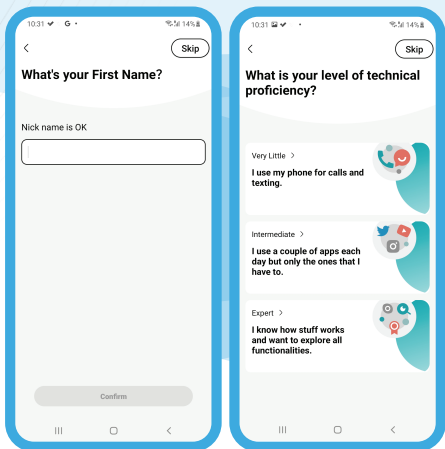 10:31 G 14%
Skip
What's your First Name?
Nick name is OK
Confirm
10:31 14%
Skip
What is your level of technical
proficiency?
Very Little >
I use my phone for calls and
texting.
Intermediate >
I use a couple of apps each
day but only the ones that I
have to.
Expert >
I know how stuff works
and want to explore all
functionalities.